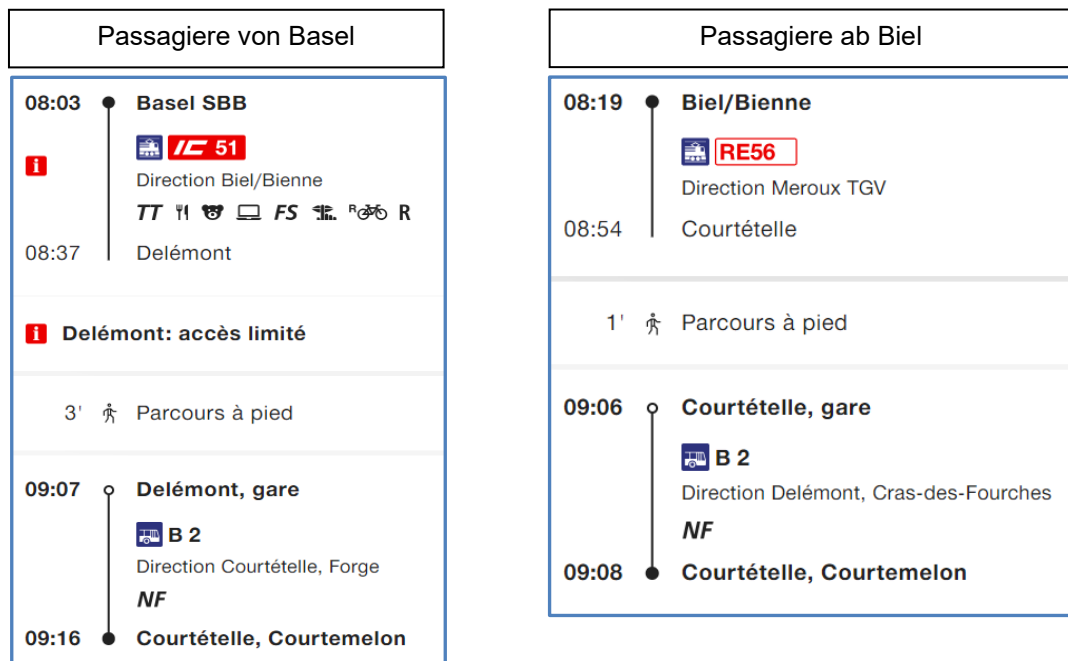 Passagiere von Basel
08:03 Basel SBB
IC 51
i
Direction Biel/Bienne
TT FS R R
08:37 Delémont
i Delémont: accès limité
3' Parcours à pied
09:07 Delémont, gare
B 2
Direction Courtételle, Forge
NF
09:16 Courtételle, Courtemelon
Passagiere ab Biel
08:19 Biel/Bienne
RE56
Direction Meroux TGV
08:54 Courtételle
1' Parcours à pied
09:06 Courtételle, gare
B 2
Direction Delémont, Cras-des-Fourches
NF
09:08 Courtételle, Courtemelon